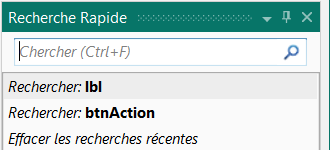 Recherche Rapide
Chercher (Ctrl+F)
Rechercher: lbl
Rechercher: btnAction
Effacer les recherches récentes